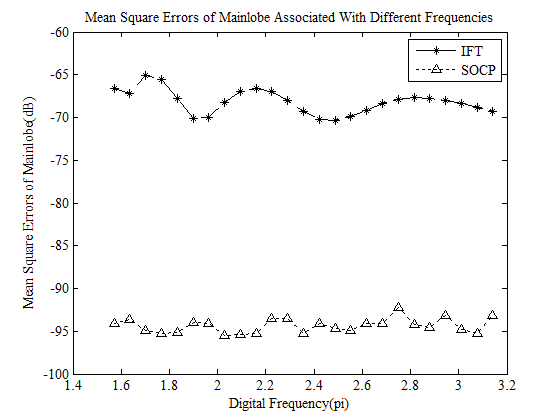 Mean Square Errors of Mainlobe Associated With Different Frequencies
-60
-65
-70
-75
-80
-85
-90
-95
-100
Mean Square Errors of Mainlobe(dB)
IFT
SOCP
1.4 1.6 1.8 2 2.2 2.4 2.6 2.8 3 3.2
Digital Frequency(pi)